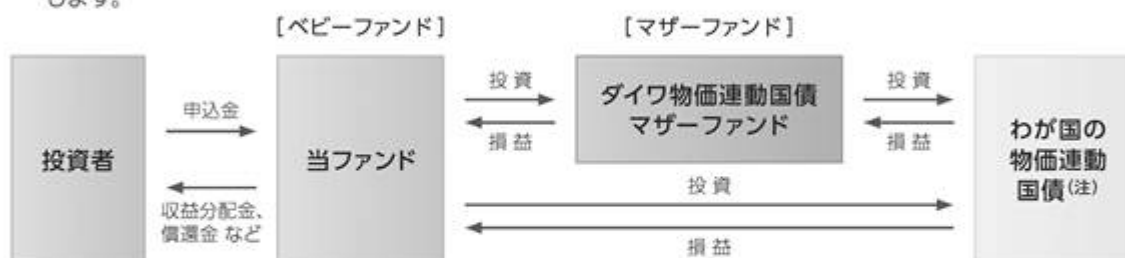 します。
[ベビーファンド]
[マザーファンド]
投資者
申込金
収益分配金、
償還金 など
当ファンド
投 資
損 益
ダイワ物価連動国債
マザーファンド
投 資
損 益
投 資
損 益
わが国の
物価連動
国債(注)